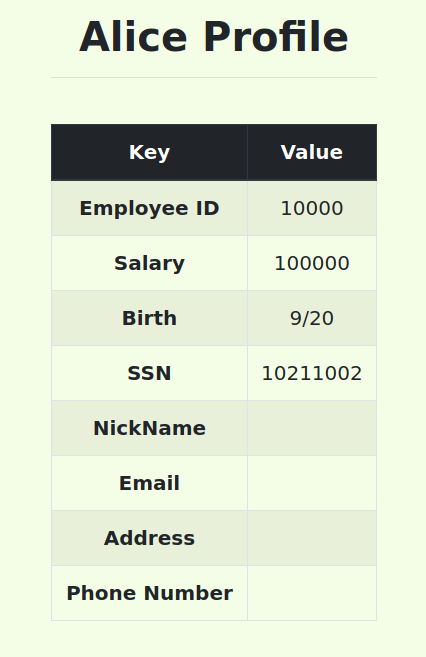 Alice Profile
Key Value
Employee ID 10000
Salary 100000
Birth 9/20
SSN 10211002
NickName
Email
Address
Phone Number